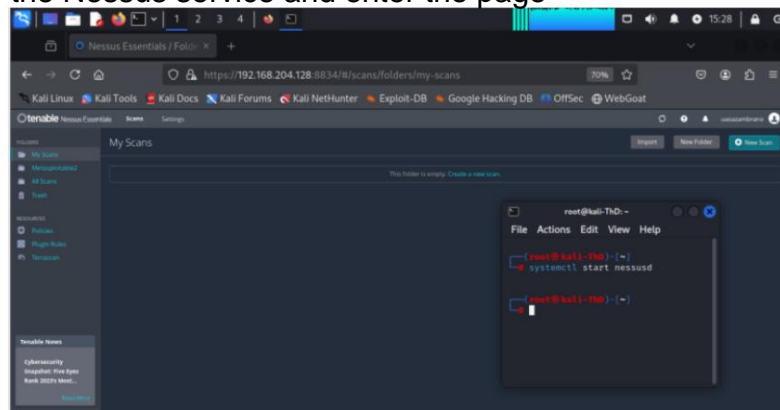 the Nessus service and enter the page
1 2 3 4
15:28
Nessus Essentials / Folde
https://192.168.204.128:8834/#/scans/folders/my-scans
70%
Kali Linux Kali Tools Kali Docs Kali Forums Kali NetHunter Exploit-DB Google Hacking DB OffSec WebGoat
tenable Nessus Essentials Scans Settings
FOLDERS
My Scans
Import New Folder New Scan
My Scans
Metasploitable2
All Scans
Trash
This folder is empty. Create a new scan.
RESOURCES
Policies
Plugin Rules
Terrascan
root@kali-ThD: ~
File Actions Edit View Help
(root㉿kali-ThD)-[~]
# systemctl start nessusd
(root㉿kali-ThD)-[~]
#
Tenable News
Cybersecurity
Snapshot: Five Eyes
Rank 2023's Most...
Read More